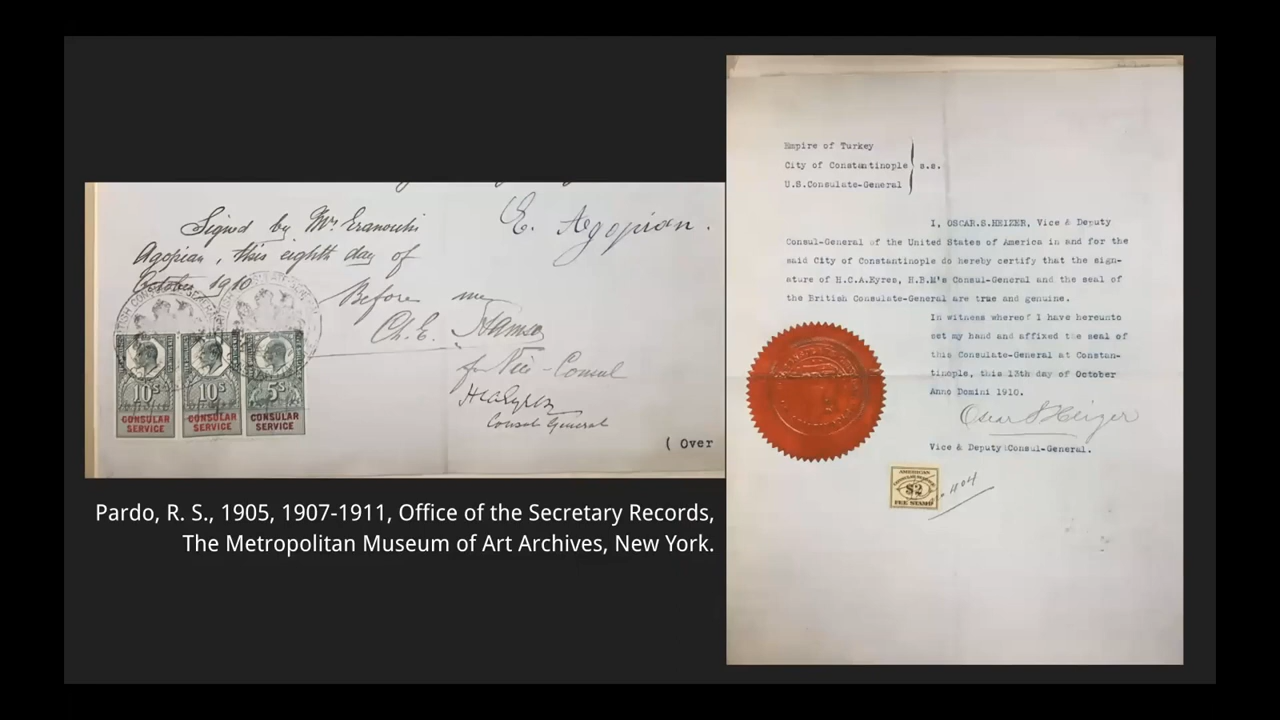 Signed by Mrs Eranouhi
Agopian, this eighth day of
October 1910
E. Agopian.
Before me
Ch. E.
for Vice-Consul
Consul General
(Over
10s
10s
5s
CONSULAR
SERVICE
CONSULAR
SERVICE
CONSULAR
SERVICE
Pardo, R. S., 1905, 1907-1911, Office of the Secretary Records,
The Metropolitan Museum of Art Archives, New York.
Empire of Turkey
City of Constantinople
U.S.Consulate-General
s.s.
I, OSCAR.S.HEIZER, Vice & Deputy
Consul-General of the United States of America in and for the
said City of Constantinople do hereby certify that the sign-
ature of H.C.A.Eyres, H.B.M's Consul-General and the seal of
the British Consulate-General are true and genuine.
In witness whereof I have hereunto
set my hand and affixed the seal of
this Consulate-General at Constan-
tinople, this 13th day of October
Anno Domini 1910.
Oscar S Heizer
Vice & Deputy Consul-General.
AMERICAN
$2
FEE STAMP